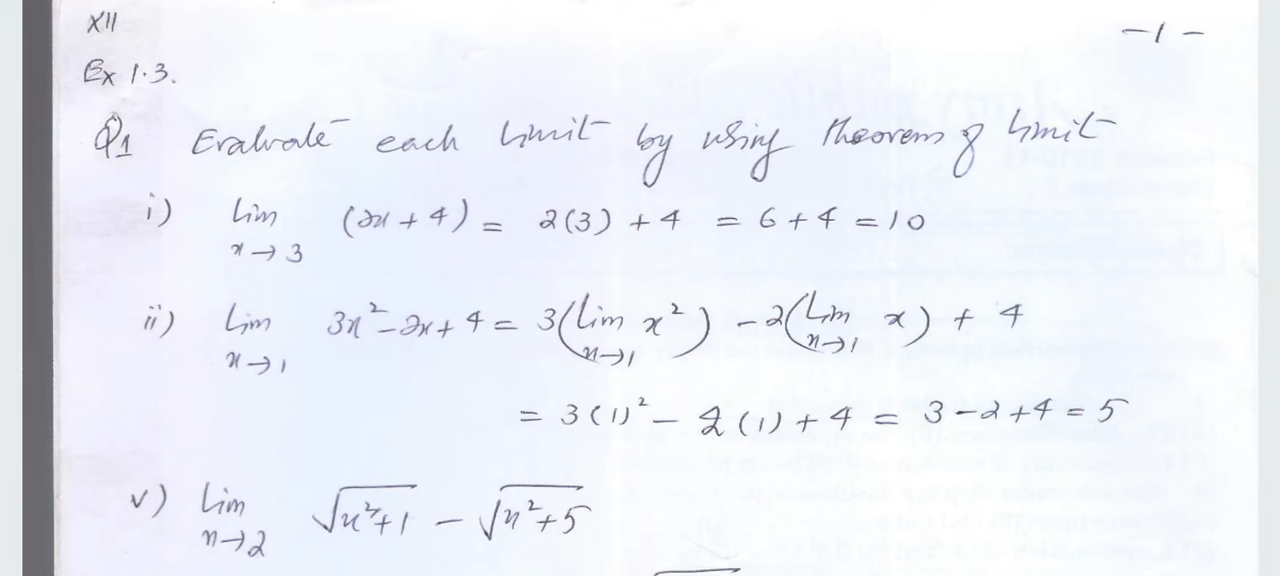 XII
-1-
Ex 1.3.
Q1 Evaluate each limit by using theorem of limit
i) Lim x→3 (2x+4) = 2(3)+4 = 6+4 = 10
ii) Lim x→1 3x²-2x+4 = 3(Lim x→1 x²) - 2(Lim x→1 x) + 4
= 3(1)² - 2(1)+4 = 3-2+4 = 5
v) Lim x→2 √x²+1 - √x²+5